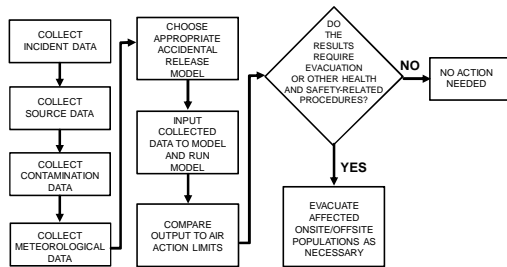 COLLECT
INCIDENT DATA
COLLECT
SOURCE DATA
COLLECT
CONTAMINATION
DATA
COLLECT
METEOROLOGICAL
DATA
CHOOSE
APPROPRIATE
ACCIDENTAL
RELEASE
MODEL
INPUT
COLLECTED
DATA TO MODEL
AND RUN
MODEL
COMPARE
OUTPUT TO AIR
ACTION LIMITS
DO
THE
RESULTS
REQUIRE
EVACUATION
OR OTHER HEALTH
AND SAFETY-RELATED
PROCEDURES?
NO
NO ACTION
NEEDED
YES
EVACUATE
AFFECTED
ONSITE/OFFSITE
POPULATIONS AS
NECESSARY